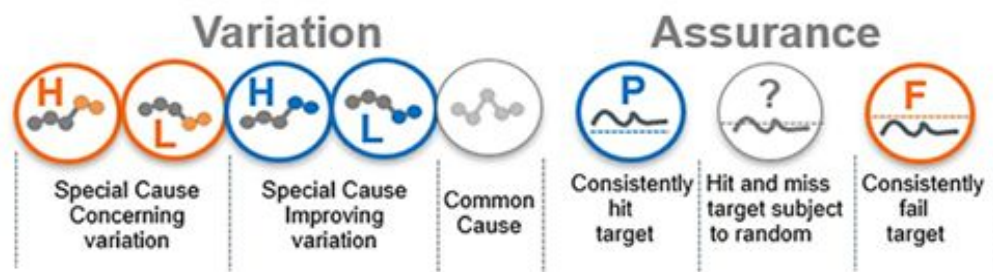 Variation
Assurance
H
L
H
L
P
?
F
Special Cause
Concerning
variation
Special Cause
Improving
variation
Common
Cause
Consistently
hit
target
Hit and miss
target subject
to random
Consistently
fail
target